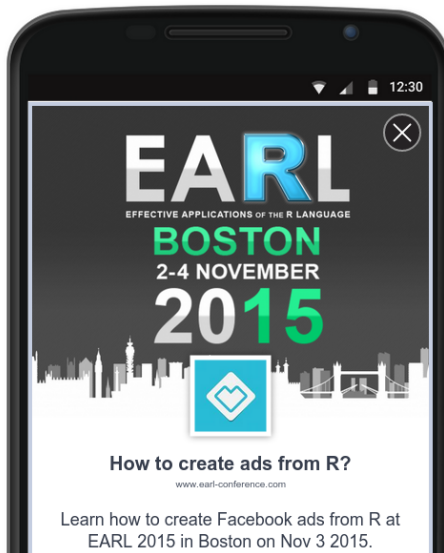 12:30
EARL
EFFECTIVE APPLICATIONS OF THE R LANGUAGE
BOSTON
2-4 NOVEMBER
2015
How to create ads from R?
www.earl-conference.com
Learn how to create Facebook ads from R at
EARL 2015 in Boston on Nov 3 2015.